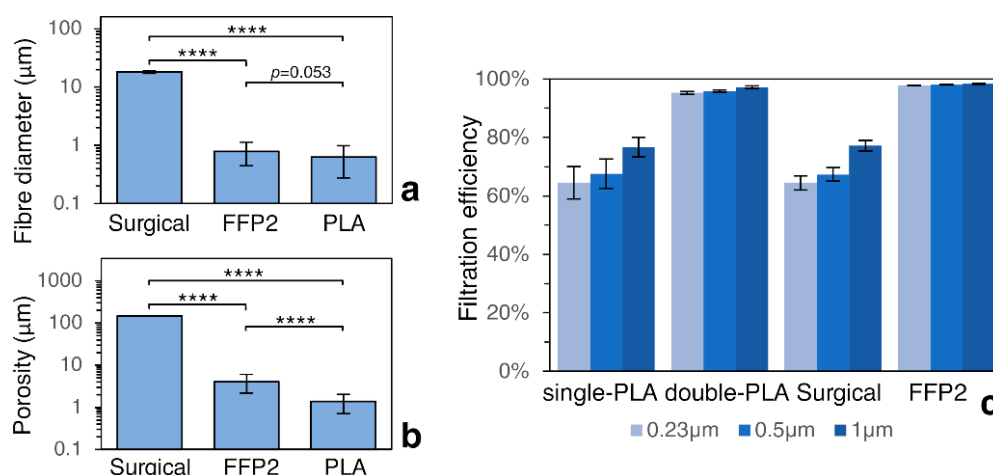 Fibre diameter (μm)
100
10
1
0.1
****
****
p=0.053
Surgical FFP2 PLA
a
Porosity (μm)
1000
100
10
1
0.1
****
****
****
Surgical FFP2 PLA
b
Filtration efficiency
100%
80%
60%
40%
20%
0%
single-PLA double-PLA Surgical FFP2
c
0.23μm 0.5μm 1μm